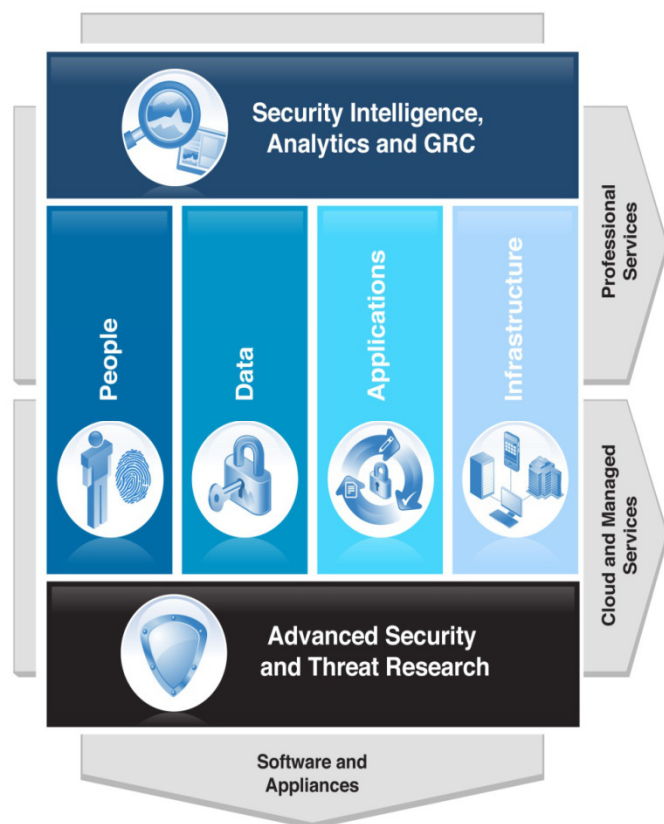 Security Intelligence,
Analytics and GRC
People
Data
Applications
Infrastructure
Professional
Services
Cloud and Managed
Services
Advanced Security
and Threat Research
Software and
Appliances